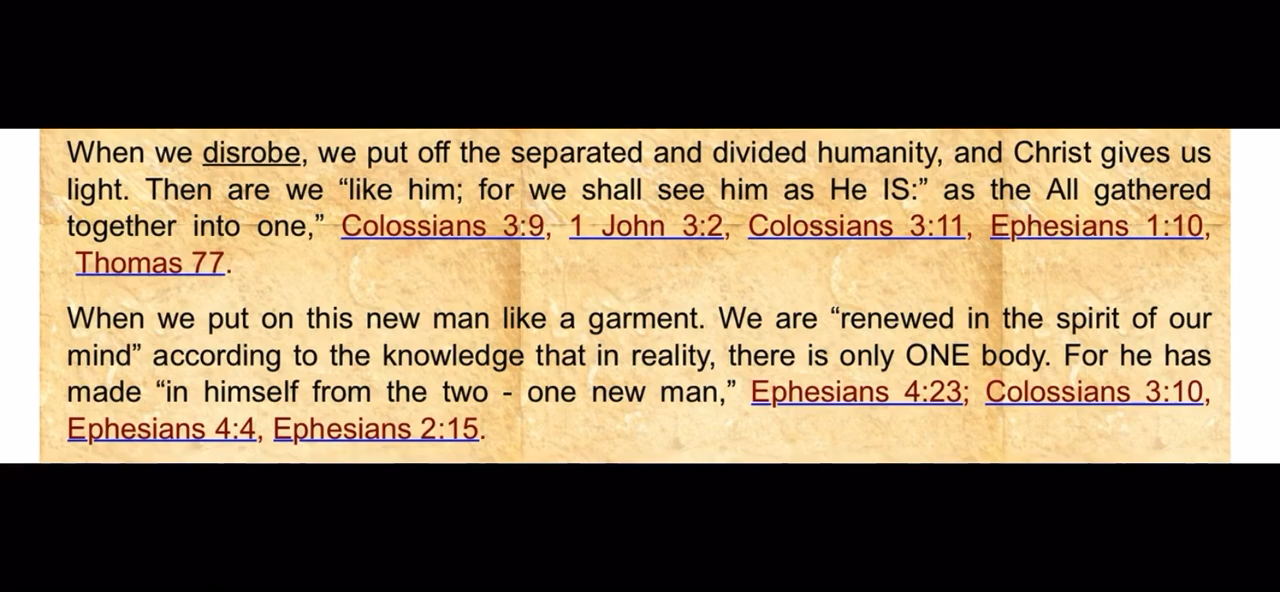 When we disrobe, we put off the separated and divided humanity, and Christ gives us
light. Then are we “like him; for we shall see him as He IS:” as the All gathered
together into one,” Colossians 3:9, 1 John 3:2, Colossians 3:11, Ephesians 1:10,
Thomas 77.
When we put on this new man like a garment. We are “renewed in the spirit of our
mind” according to the knowledge that in reality, there is only ONE body. For he has
made “in himself from the two - one new man,” Ephesians 4:23; Colossians 3:10,
Ephesians 4:4, Ephesians 2:15.